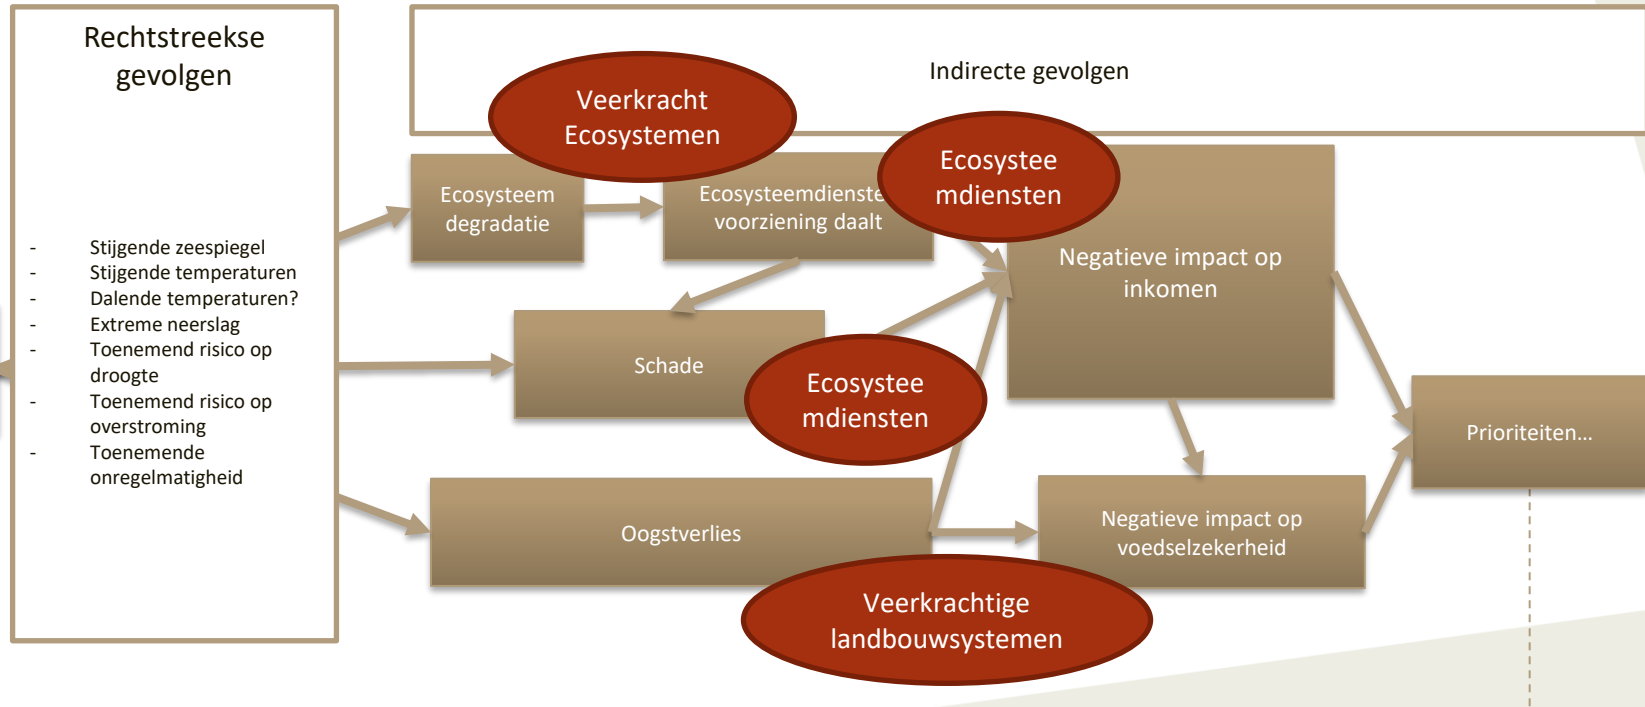 Rechtstreekse
gevolgen
- Stijgende zeespiegel
- Stijgende temperaturen
- Dalende temperaturen?
- Extreme neerslag
- Toenemend risico op
droogte
- Toenemend risico op
overstroming
- Toenemende
onregelmatigheid
Indirecte gevolgen
Veerkracht
Ecosystemen
Ecosystee
mdiensten
Ecosysteem
degradatie
Ecosysteemdienste
voorziening daalt
Negatieve impact op
inkomen
Schade
Ecosystee
mdiensten
Prioriteiten...
Oogstverlies
Negatieve impact op
voedselzekerheid
Veerkrachtige
landbouwsystemen